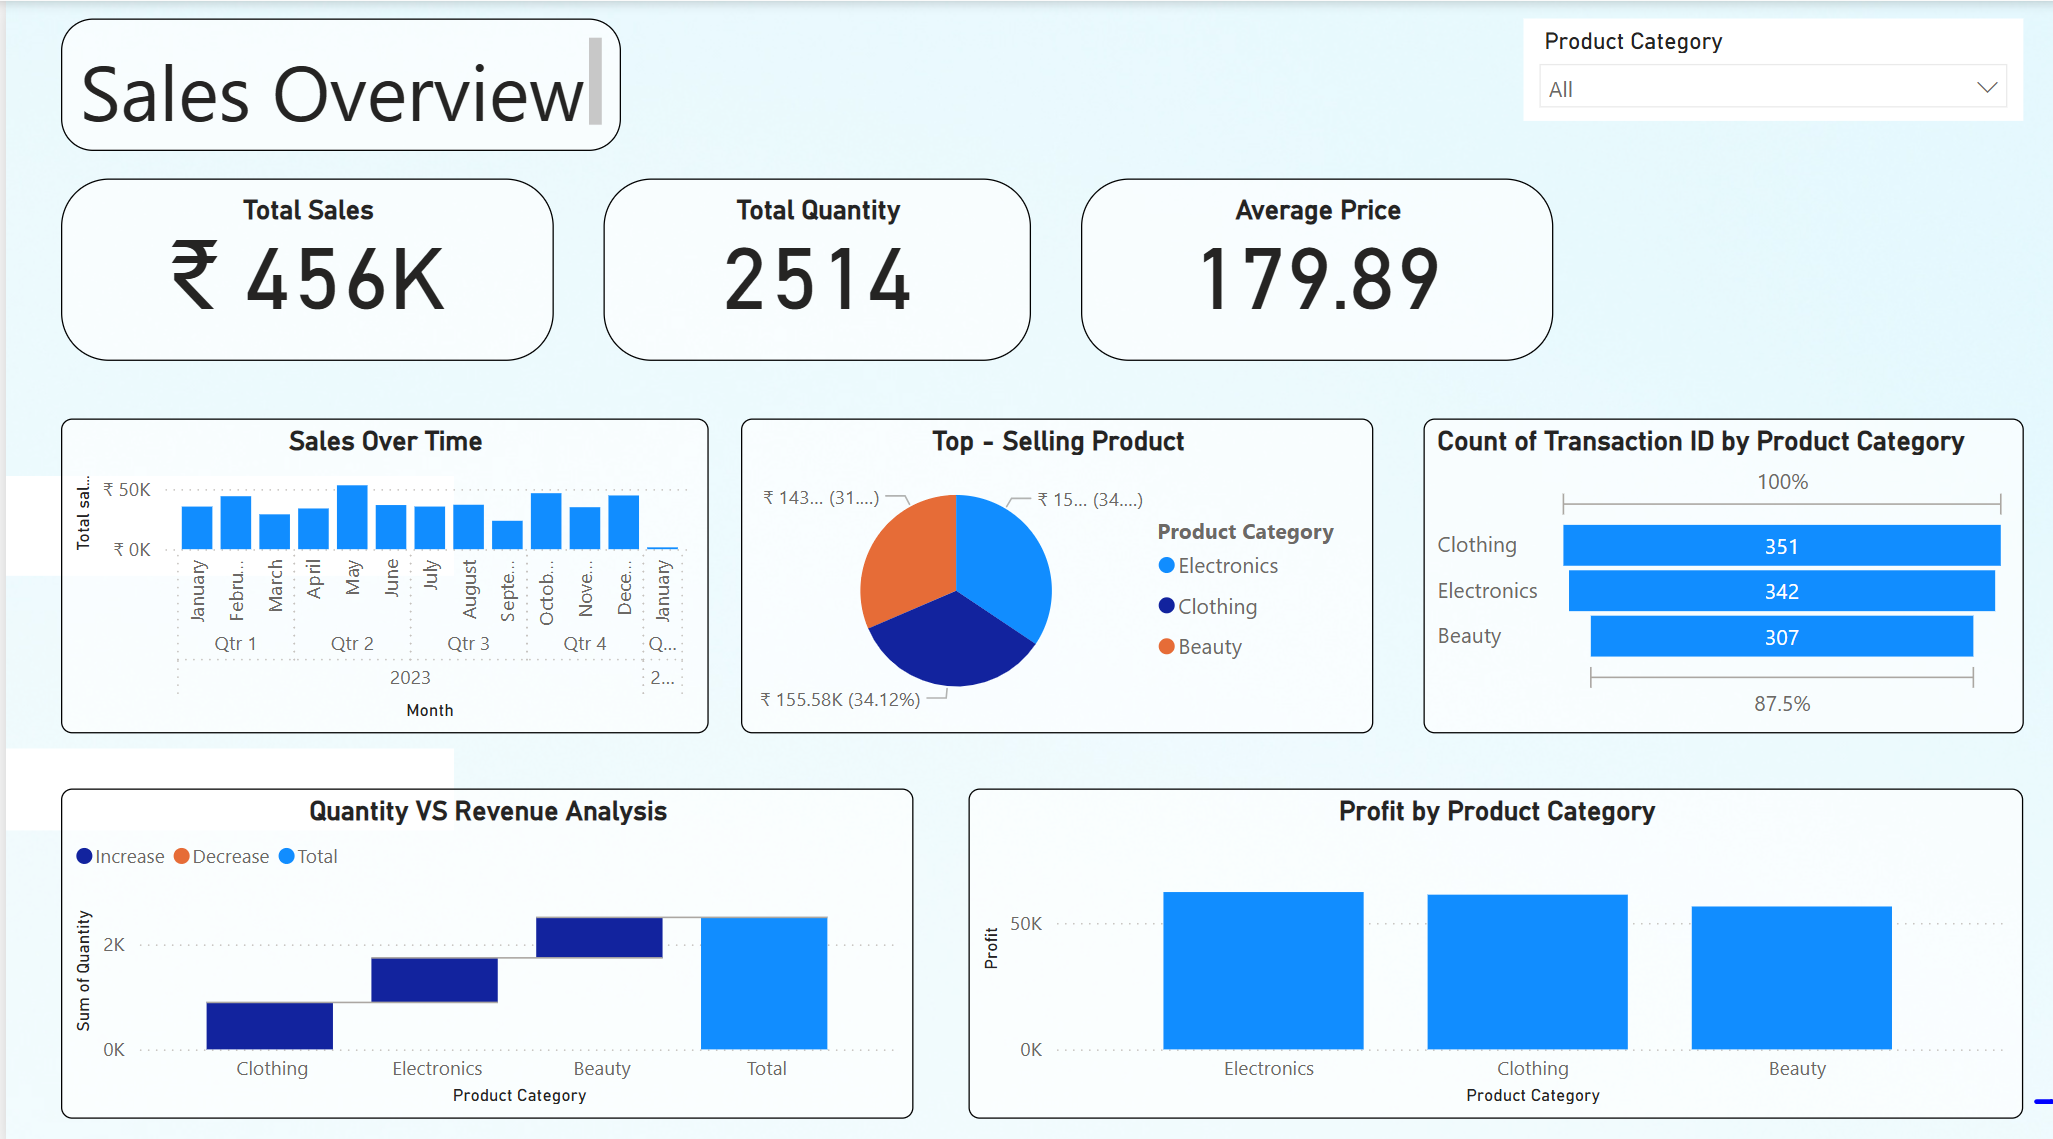 Sales Overview
Product Category
All
Total Sales
₹ 456K
Total Quantity
2514
Average Price
179.89
Sales Over Time
Total sal...
₹ 50K
₹ 0K
January
Febru...
March
April
May
June
July
August
Septe...
Octob...
Nove...
Dece...
January
Qtr 1
Qtr 2
Qtr 3
Qtr 4
Q...
2023
2...
Month
Top - Selling Product
₹ 143... (31....)
₹ 15... (34....)
₹ 155.58K (34.12%)
Product Category
Electronics
Clothing
Beauty
Count of Transaction ID by Product Category
100%
Clothing 351
Electronics 342
Beauty 307
87.5%
Quantity VS Revenue Analysis
Increase Decrease Total
Sum of Quantity
2K
0K
Clothing Electronics Beauty Total
Product Category
Profit by Product Category
Profit
50K
0K
Electronics Clothing Beauty
Product Category